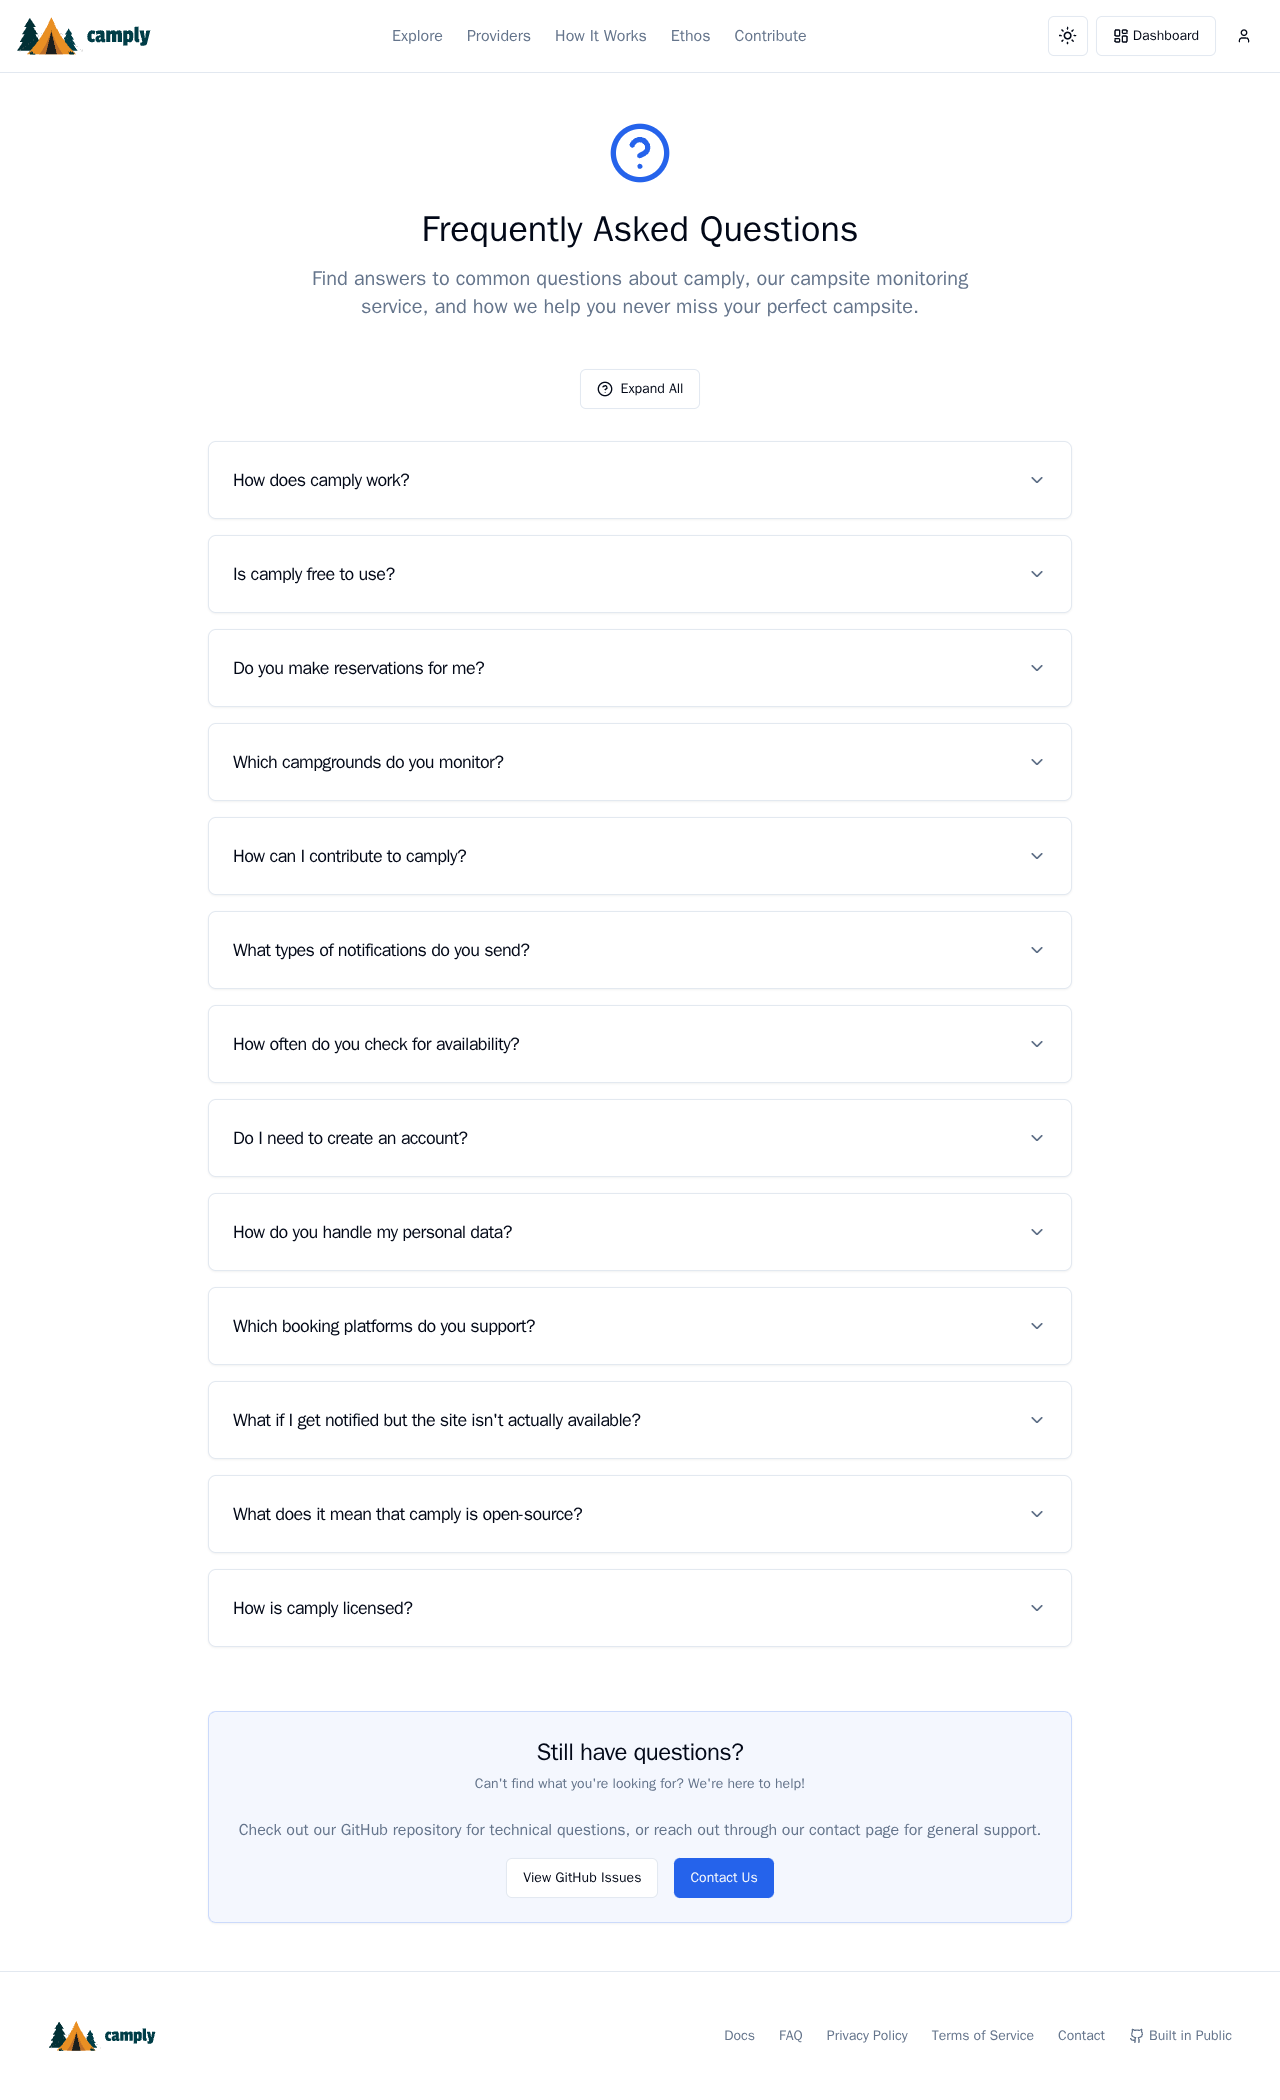 camply
Explore
Providers
How It Works
Ethos
Contribute
Dashboard
Frequently Asked Questions
Find answers to common questions about camply, our campsite monitoring
service, and how we help you never miss your perfect campsite.
Expand All
How does camply work?
Is camply free to use?
Do you make reservations for me?
Which campgrounds do you monitor?
How can I contribute to camply?
What types of notifications do you send?
How often do you check for availability?
Do I need to create an account?
How do you handle my personal data?
Which booking platforms do you support?
What if I get notified but the site isn't actually available?
What does it mean that camply is open-source?
How is camply licensed?
Still have questions?
Can't find what you're looking for? We're here to help!
Check out our GitHub repository for technical questions, or reach out through our contact page for general support.
View GitHub Issues
Contact Us
camply
Docs
FAQ
Privacy Policy
Terms of Service
Contact
Built in Public